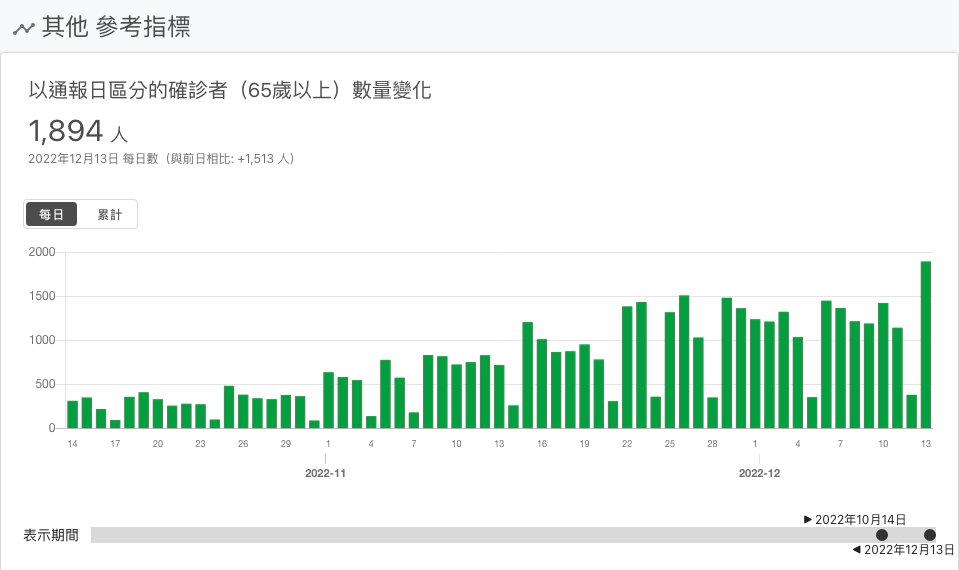 其他 參考指標
以通報日區分的確診者（65歲以上）數量變化
1,894 人
2022年12月13日 每日數（與前日相比: +1,513 人）
每日 累計
2000
1500
1000
500
0
14 17 20 23 26 29 1 4 7 10 13 16 19 22 25 28 1 4 7 10 13
2022-11 2022-12
▶ 2022年10月14日
表示期間
◀ 2022年12月13日